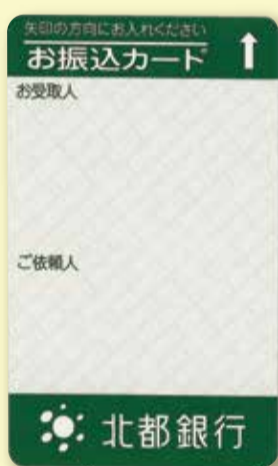 矢印の方向にお入れください
お振込カード
お受取人
ご依頼人
北都銀行